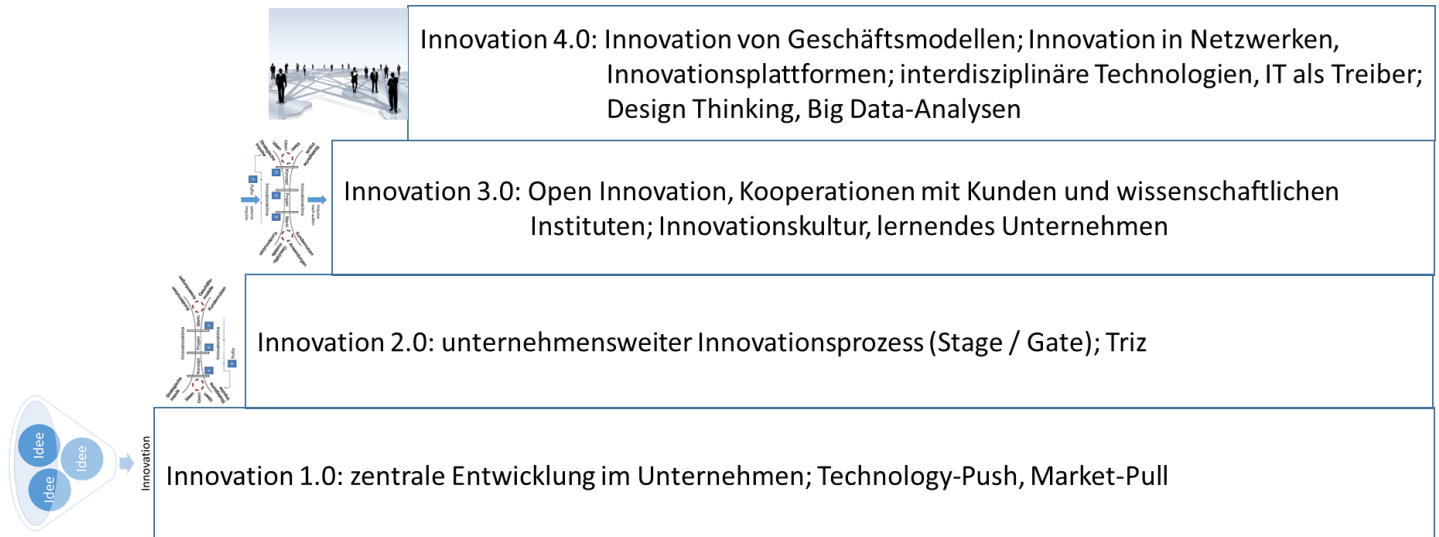 Innovation 4.0: Innovation von Geschäftsmodellen; Innovation in Netzwerken,
Innovationsplattformen; interdisziplinäre Technologien, IT als Treiber;
Design Thinking, Big Data-Analysen
Innovation 3.0: Open Innovation, Kooperationen mit Kunden und wissenschaftlichen
Instituten; Innovationskultur, lernendes Unternehmen
Innovation 2.0: unternehmensweiter Innovationsprozess (Stage / Gate); Triz
Idee
Idee
Idee
Innovation
Innovation 1.0: zentrale Entwicklung im Unternehmen; Technology-Push, Market-Pull